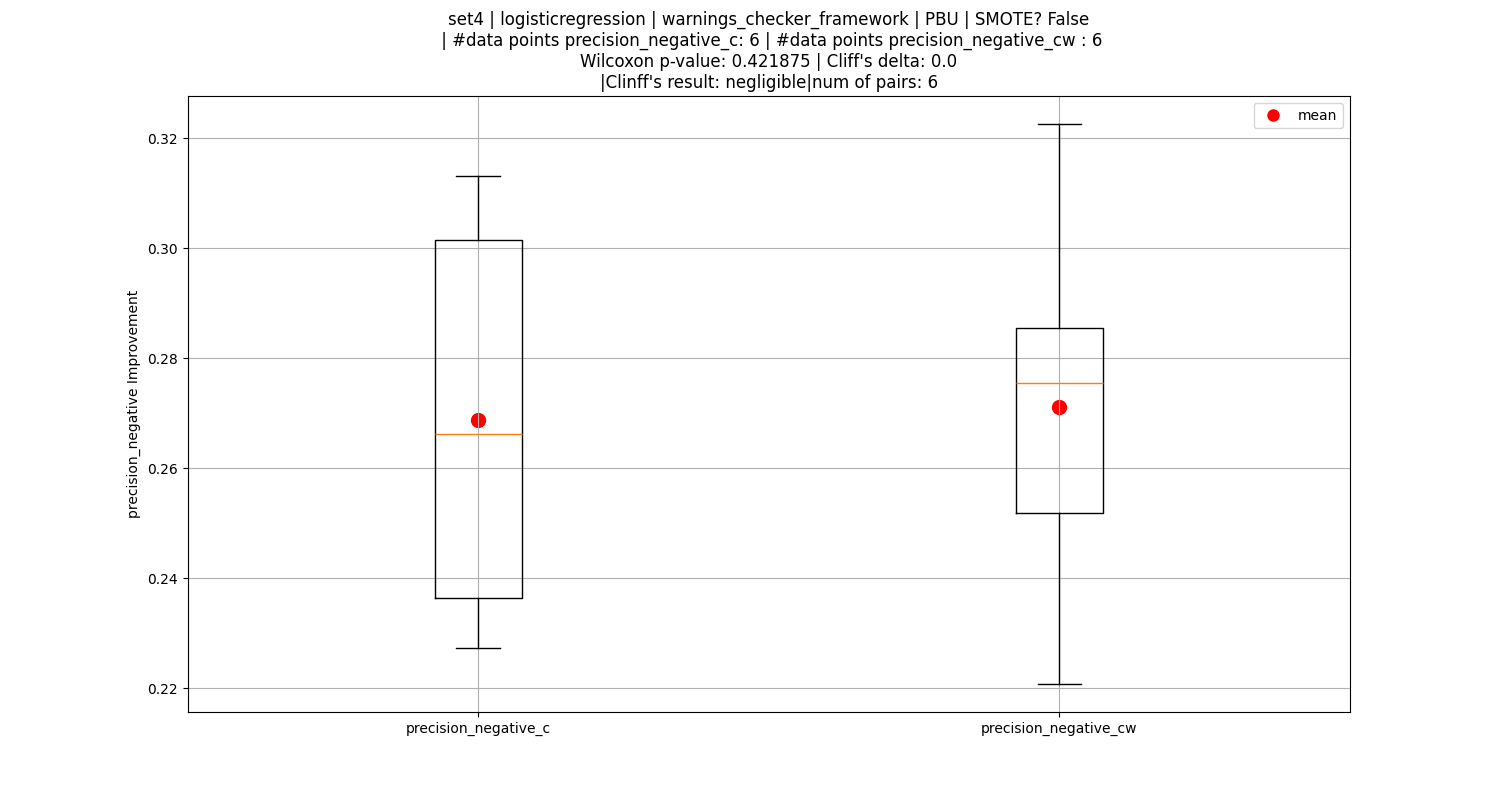 set4 | logisticregression | warnings_checker_framework | PBU | SMOTE? False
| #data points precision_negative_c: 6 | #data points precision_negative_cw : 6
Wilcoxon p-value: 0.421875 | Cliff's delta: 0.0
|Clinff's result: negligible|num of pairs: 6
mean
precision_negative Improvement
0.32
0.30
0.28
0.26
0.24
0.22
precision_negative_c
precision_negative_cw